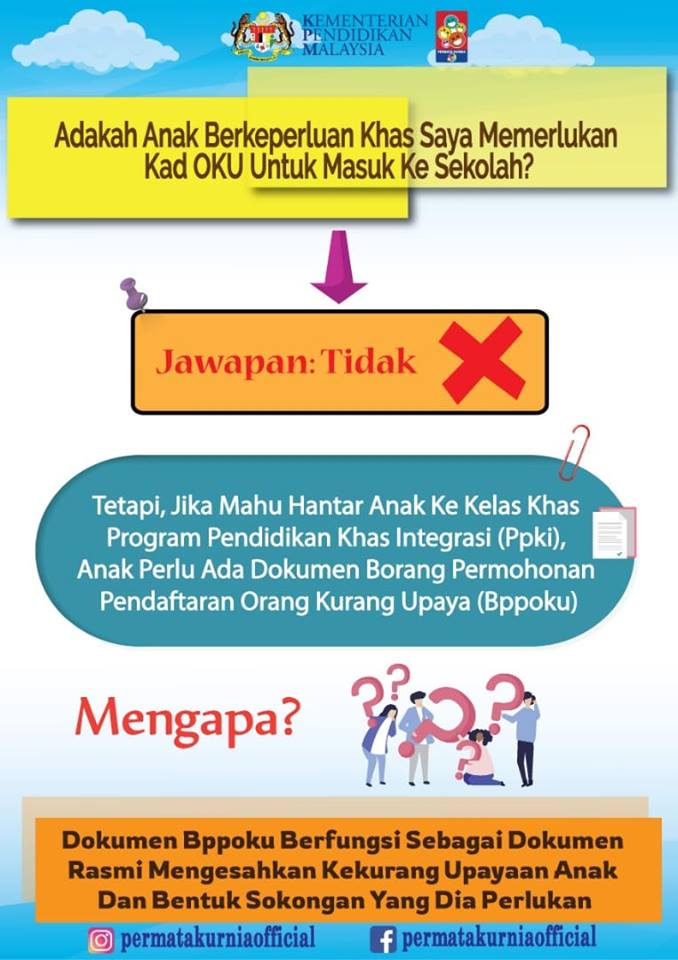 KEMENTERIAN
PENDIDIKAN
MALAYSIA
PERMATA KURNIA
Adakah Anak Berkeperluan Khas Saya Memerlukan
Kad OKU Untuk Masuk Ke Sekolah?
Jawapan: Tidak
Tetapi, Jika Mahu Hantar Anak Ke Kelas Khas
Program Pendidikan Khas Integrasi (Ppki),
Anak Perlu Ada Dokumen Borang Permohonan
Pendaftaran Orang Kurang Upaya (Bppoku)
Mengapa?
Dokumen Bppoku Berfungsi Sebagai Dokumen
Rasmi Mengesahkan Kekurang Upayaan Anak
Dan Bentuk Sokongan Yang Dia Perlukan
permatakurniaofficial
permatakurniaofficial